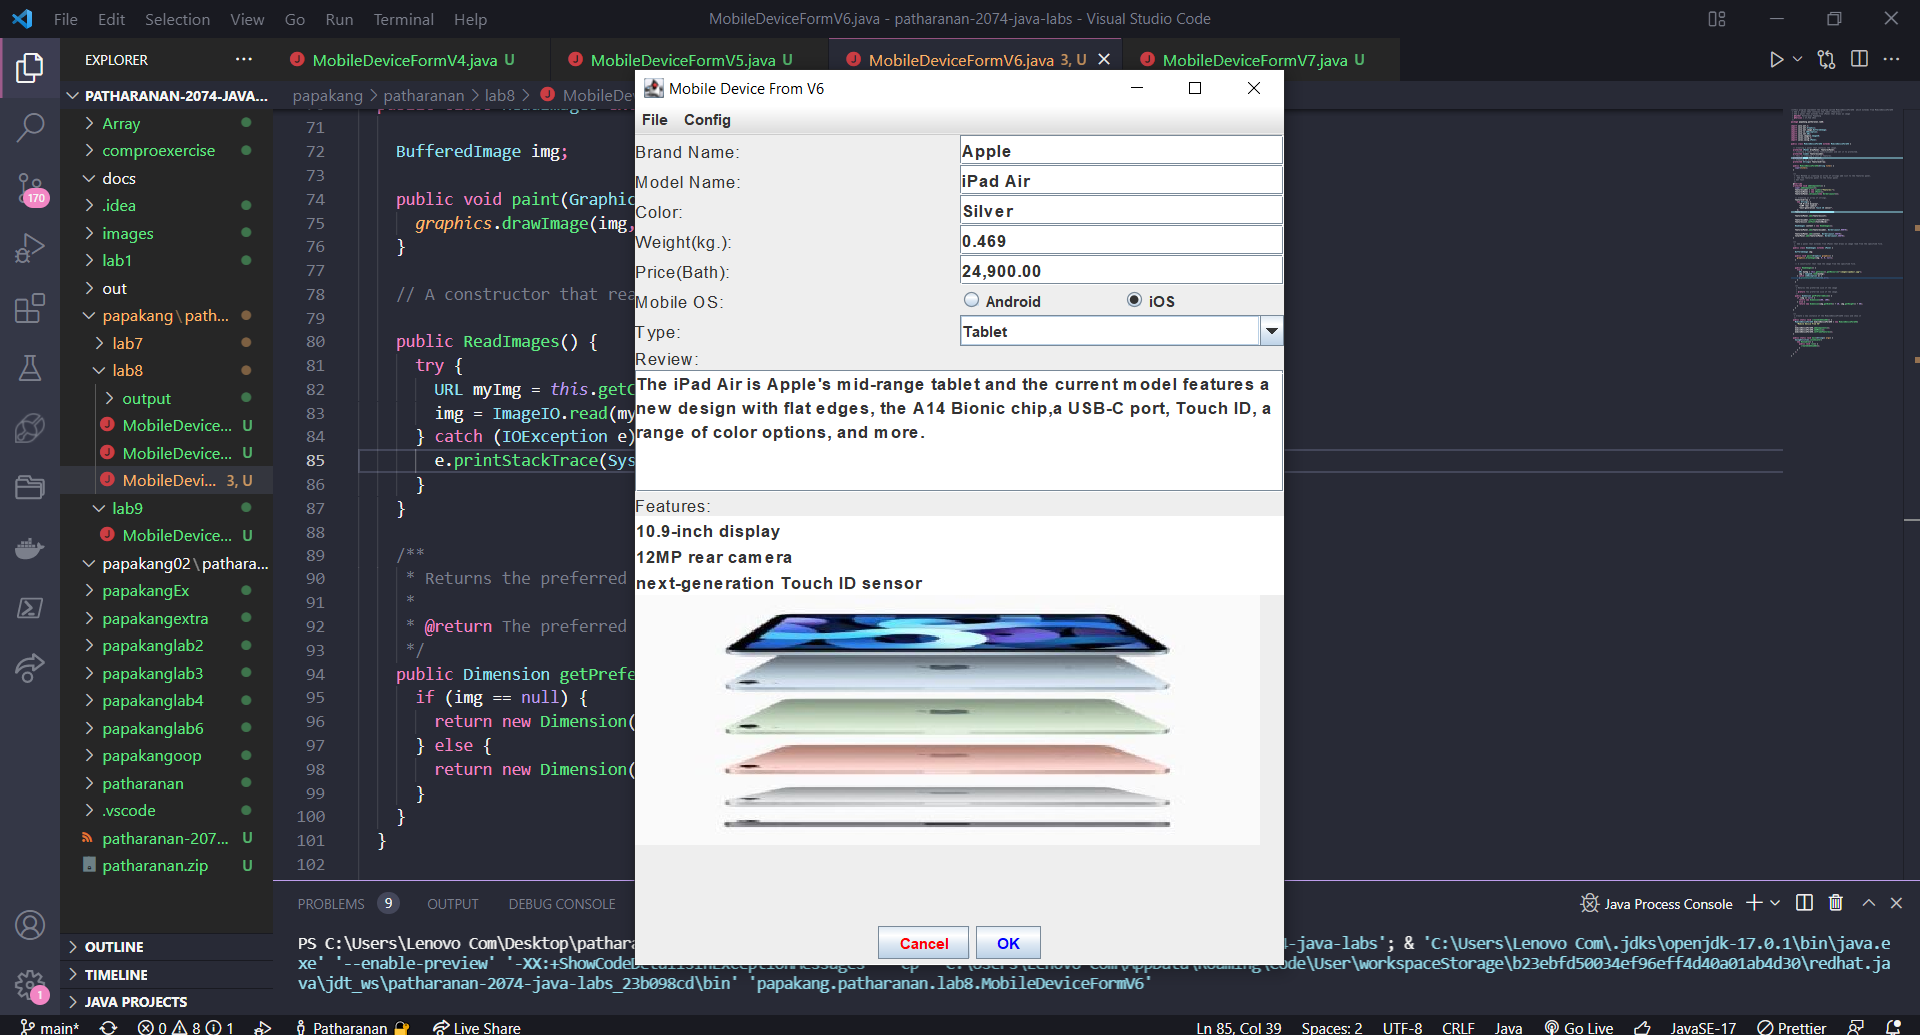 File Edit Selection View Go Run Terminal Help
MobileDeviceFormV6.java - patharanan-2074-java-labs - Visual Studio Code
EXPLORER
MobileDeviceFormV4.java U
MobileDeviceFormV5.java U
MobileDeviceFormV6.java 3, U
MobileDeviceFormV7.java U
PATHARANAN-2074-JAVA...
Array
comproexercise
docs
.idea
images
lab1
out
papakang\path...
lab7
lab8
output
MobileDevice... U
MobileDevice... U
MobileDevi... 3, U
lab9
MobileDevice... U
papakang02\pathara...
papakangEx
papakangextra
papakanglab2
papakanglab3
papakanglab4
papakanglab6
papakangoop
patharanan
.vscode
patharanan-207... U
patharanan.zip U
OUTLINE
TIMELINE
JAVA PROJECTS
170
1
papakang > patharanan > lab8 > MobileDev
71
72 BufferedImage img;
73
74 public void paint(Graphic
75 graphics.drawImage(img,
76 }
77
78 // A constructor that rea
79
80 public ReadImages() {
81 try {
82 URL myImg = this.getC
83 img = ImageIO.read(my
84 } catch (IOException e)
85 e.printStackTrace(Sys
86 }
87 }
88
89 /**
90 * Returns the preferred
91 *
92 * @return The preferred
93 */
94 public Dimension getPrefe
95 if (img == null) {
96 return new Dimension(
97 } else {
98 return new Dimension(
99 }
100 }
101 }
102
Mobile Device From V6
File Config
Brand Name: Apple
Model Name: iPad Air
Color: Silver
Weight(kg.): 0.469
Price(Bath): 24,900.00
Mobile OS: Android iOS
Type: Tablet
Review:
The iPad Air is Apple's mid-range tablet and the current model features a
new design with flat edges, the A14 Bionic chip,a USB-C port, Touch ID, a
range of color options, and more.
Features:
10.9-inch display
12MP rear camera
next-generation Touch ID sensor
Cancel OK
PROBLEMS 9 OUTPUT DEBUG CONSOLE
Java Process Console
PS C:\Users\Lenovo Com\Desktop\pathara -java-labs'; & 'C:\Users\Lenovo Com\.jdks\openjdk-17.0.1\bin\java.e
xe' '--enable-preview' '-XX:+ShowCodeDetailsInExceptionMessages' '-cp' 'C:\Users\Lenovo Com\AppData\Roaming\Code\User\workspaceStorage\b23ebfd50034ef96eff4d40a01ab4d30\redhat.ja
va\jdt_ws\patharanan-2074-java-labs_23b098cd\bin' 'papakang.patharanan.lab8.MobileDeviceFormV6'
main* 0 8 1 Patharanan Live Share
Ln 85, Col 39 Spaces: 2 UTF-8 CRLF Java Go Live JavaSE-17 Prettier